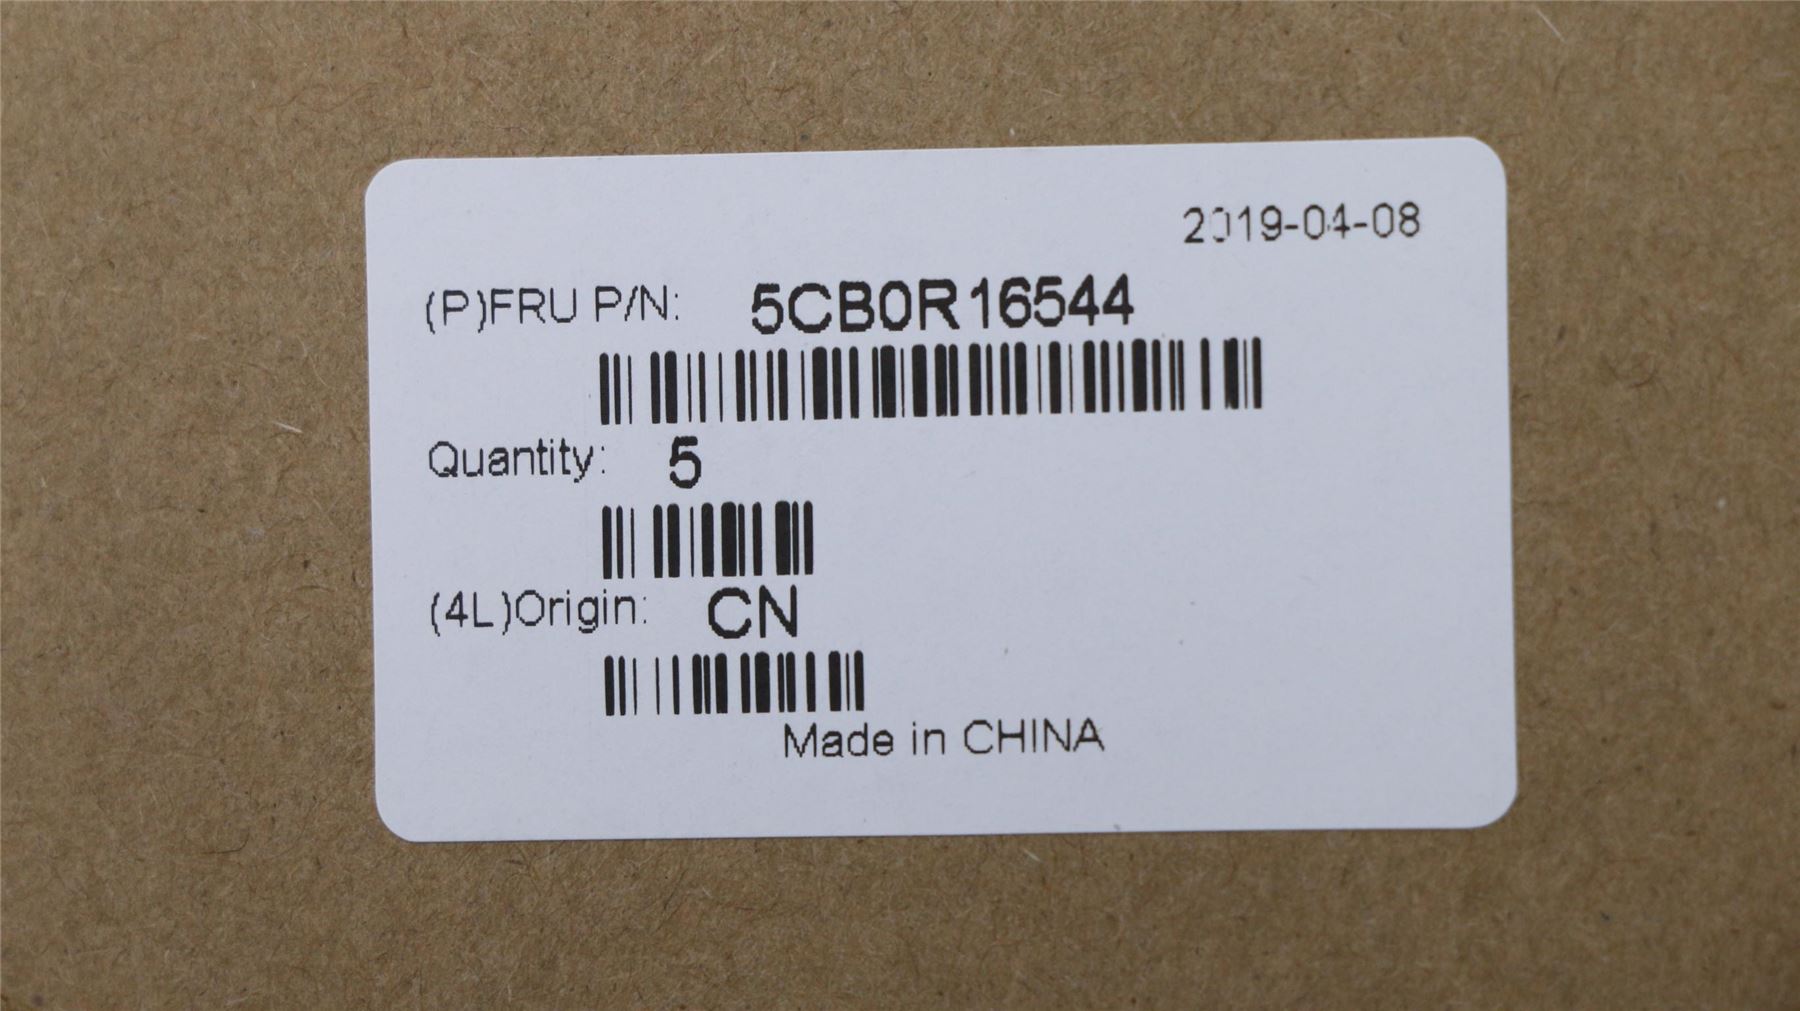 2019-04-08
(P)FRU P/N: 5CB0R16544
Quantity: 5
(4L)Origin: CN
Made in CHINA